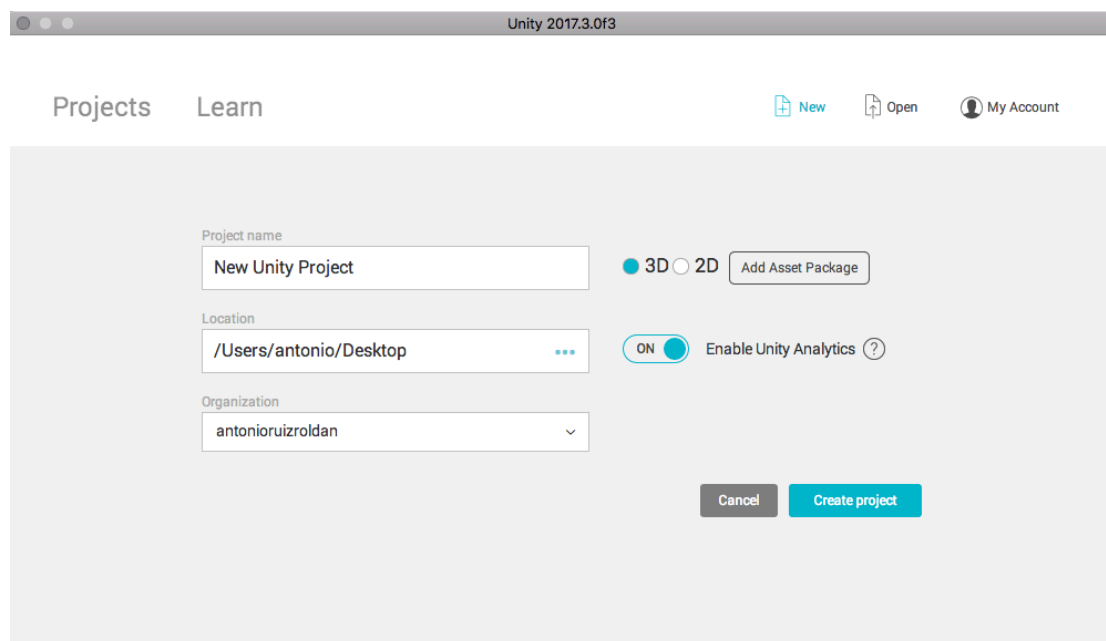 Unity 2017.3.0f3
Projects Learn New Open My Account
Project name
New Unity Project 3D 2D Add Asset Package
Location
/Users/antonio/Desktop ••• ON Enable Unity Analytics ?
Organization
antonioruizroldan
Cancel Create project